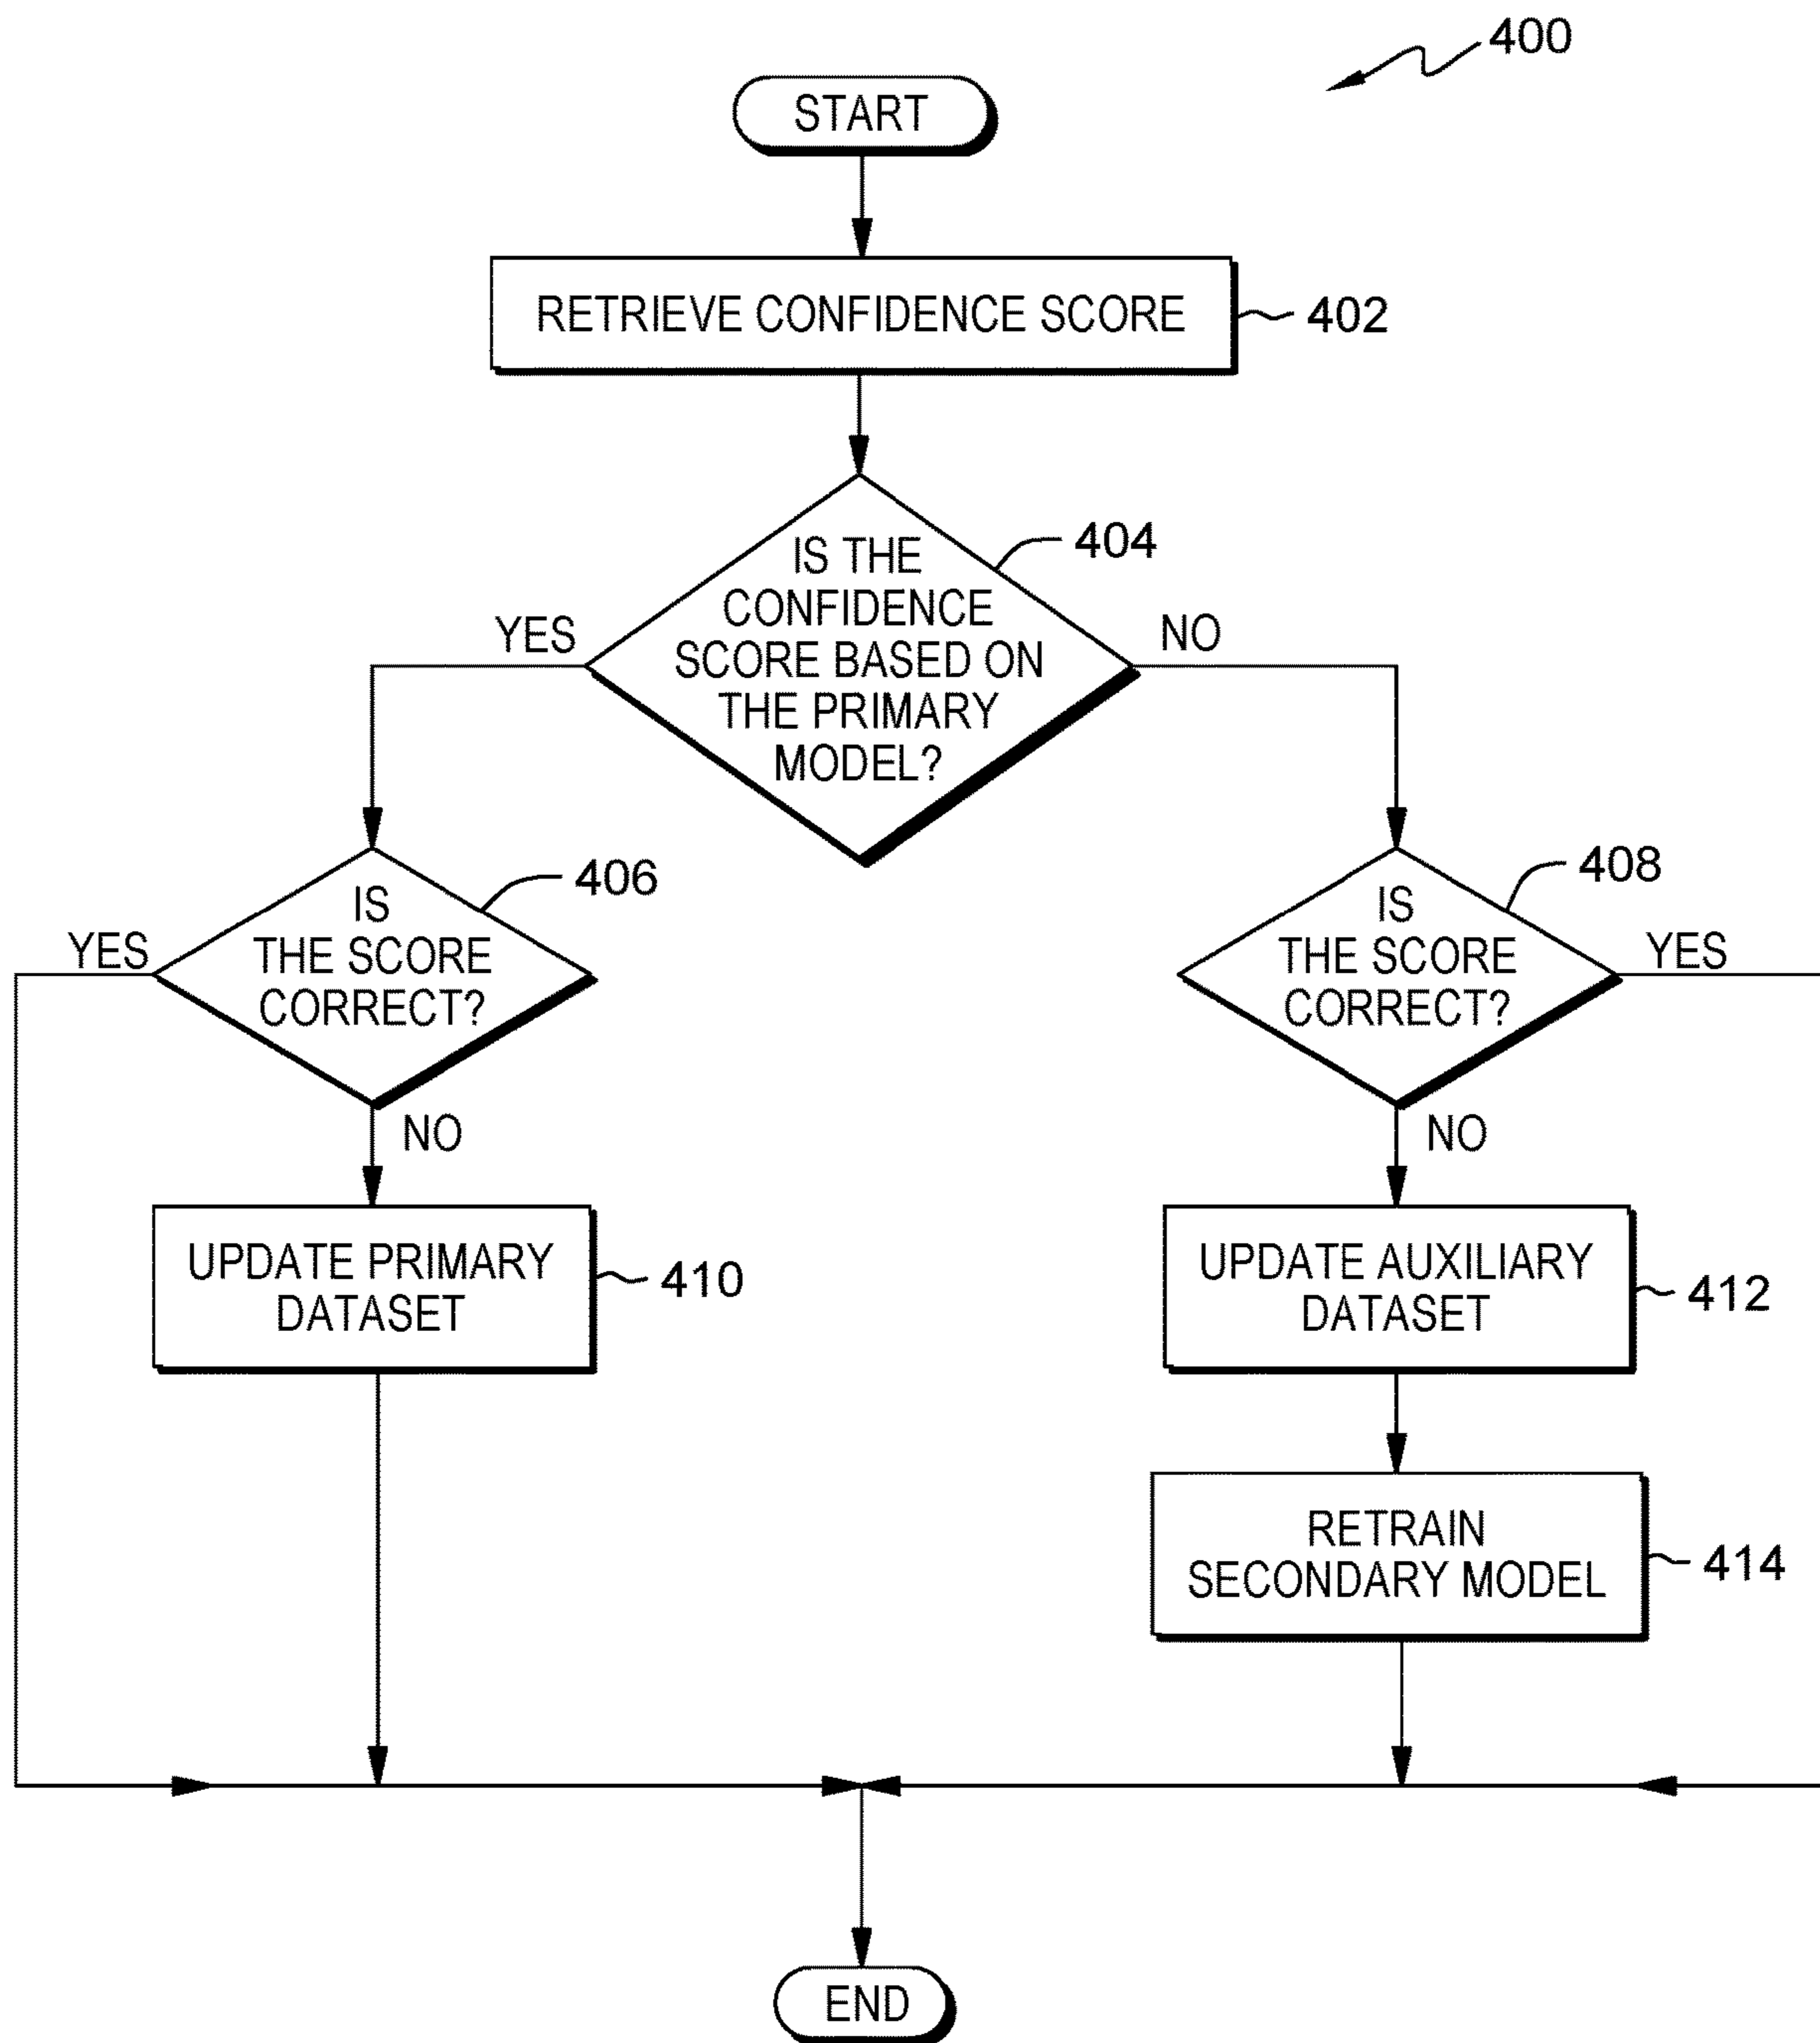 400
START
RETRIEVE CONFIDENCE SCORE
402
IS THE
CONFIDENCE
SCORE BASED ON
THE PRIMARY
MODEL?
404
YES
NO
IS
THE SCORE
CORRECT?
406
YES
NO
IS
THE SCORE
CORRECT?
408
YES
NO
UPDATE PRIMARY
DATASET
410
UPDATE AUXILIARY
DATASET
412
RETRAIN
SECONDARY MODEL
414
END